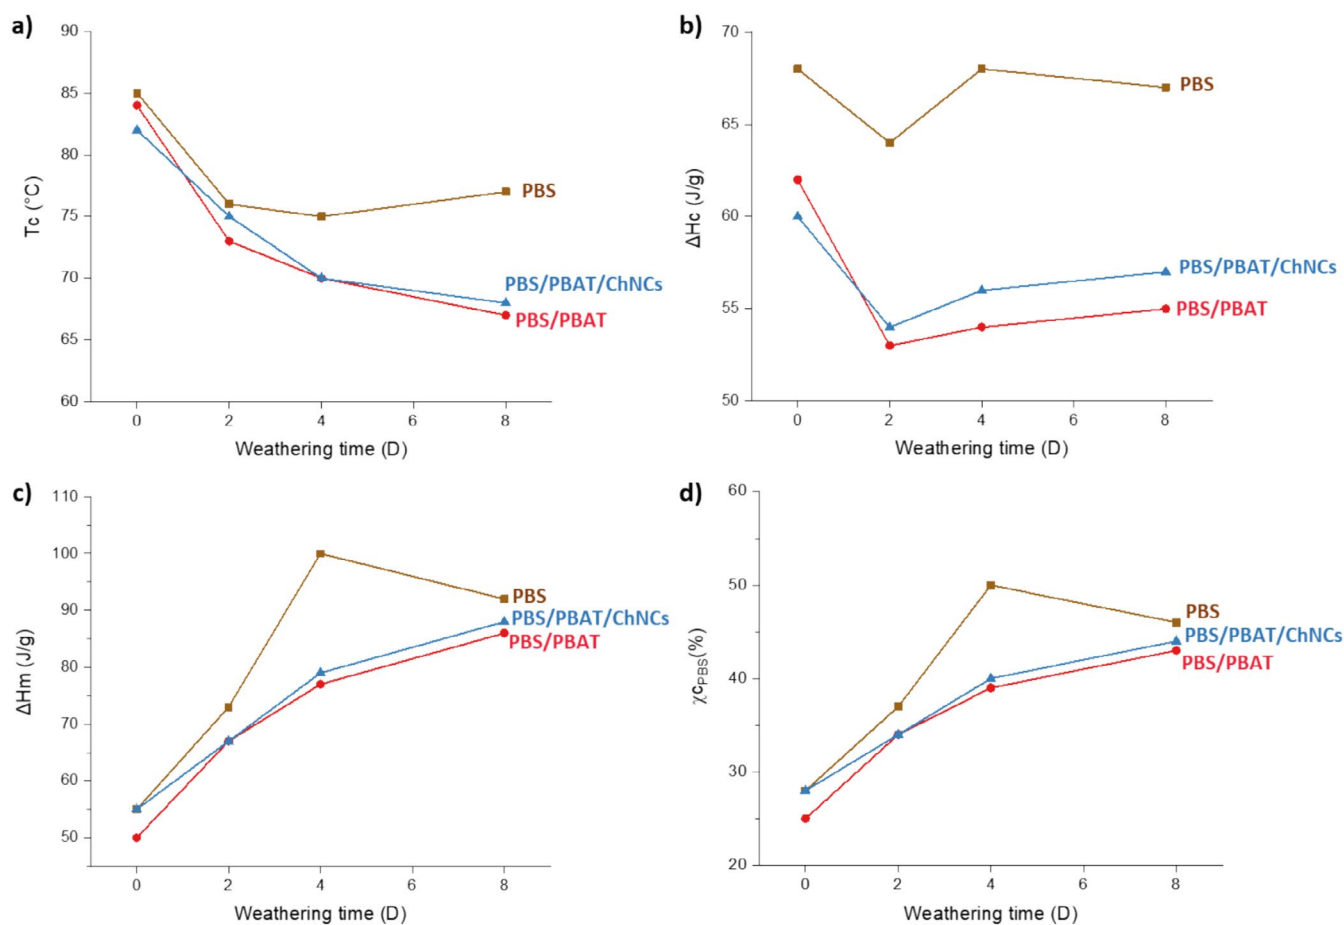 a)
90
85
80
75
70
65
60
Tc (°C)
0 2 4 6 8
Weathering time (D)
PBS
PBS/PBAT/ChNCs
PBS/PBAT
b)
70
65
60
55
50
ΔHc (J/g)
0 2 4 6 8
Weathering time (D)
PBS
PBS/PBAT/ChNCs
PBS/PBAT
c)
110
100
90
80
70
60
50
ΔHm (J/g)
0 2 4 6 8
Weathering time (D)
PBS
PBS/PBAT/ChNCs
PBS/PBAT
d)
60
50
40
30
20
χc_PBS(%)
0 2 4 6 8
Weathering time (D)
PBS
PBS/PBAT/ChNCs
PBS/PBAT